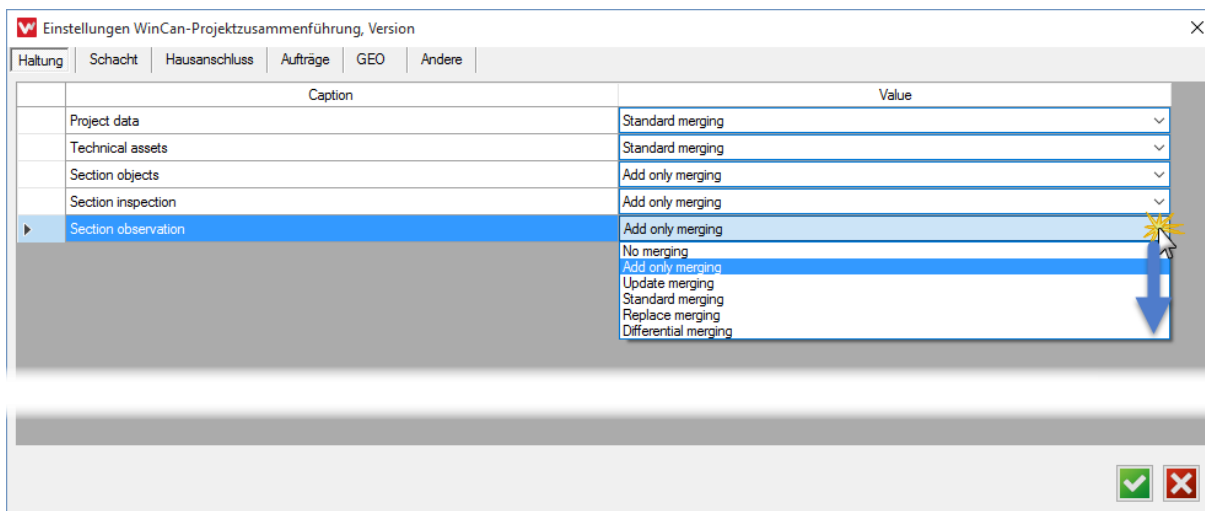 Einstellungen WinCan-Projektzusammenführung, Version
Haltung Schacht Hausanschluss Aufträge GEO Andere
Caption Value
Project data Standard merging
Technical assets Standard merging
Section objects Add only merging
Section inspection Add only merging
Section observation Add only merging
No merging
Add only merging
Update merging
Standard merging
Replace merging
Differential merging